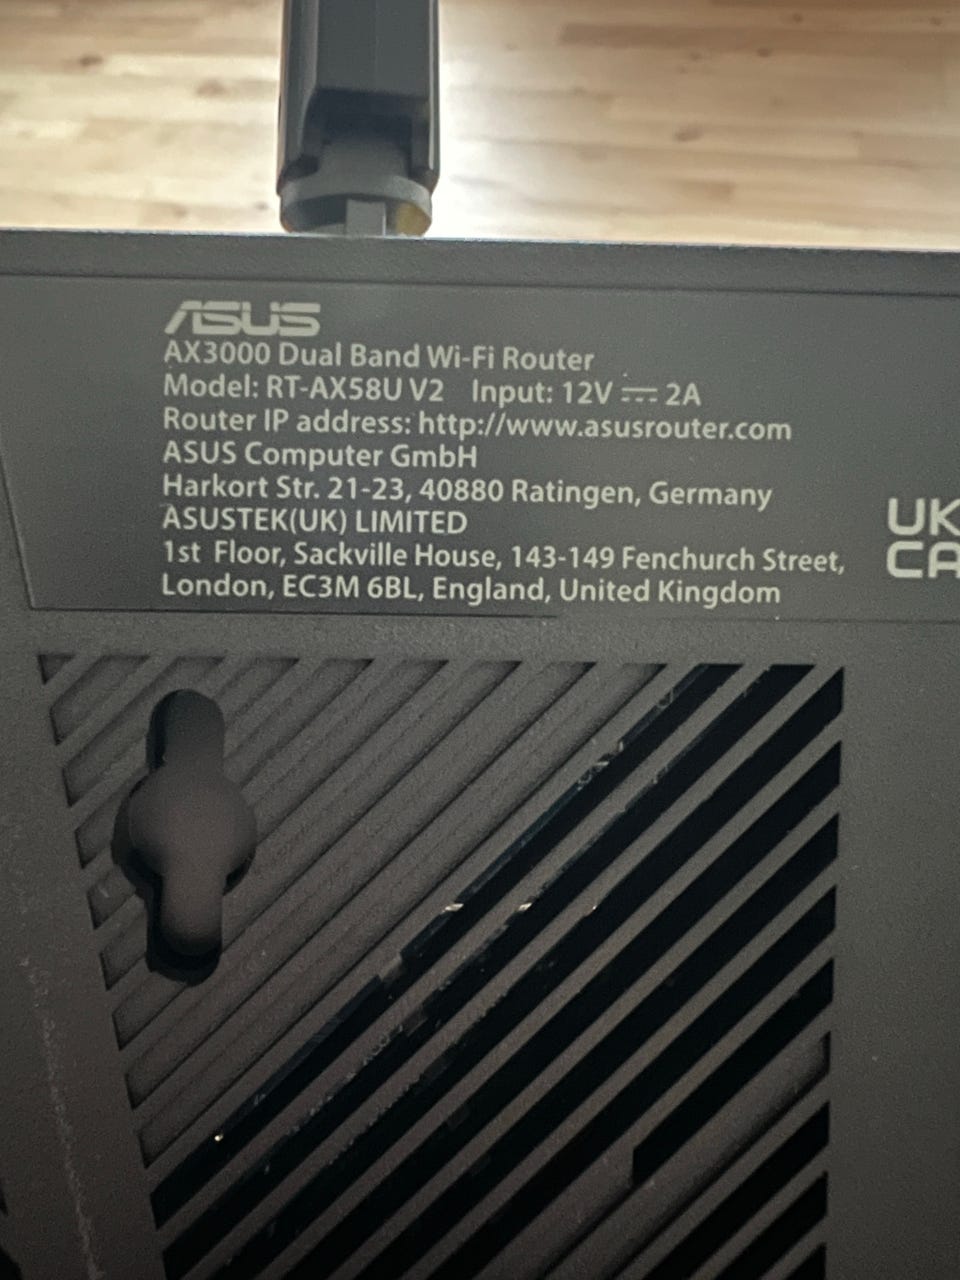 ASUS
AX3000 Dual Band Wi-Fi Router
Model: RT-AX58U V2 Input: 12V ⎓ 2A
Router IP address: http://www.asusrouter.com
ASUS Computer GmbH
Harkort Str. 21-23, 40880 Ratingen, Germany
ASUSTEK(UK) LIMITED
1st Floor, Sackville House, 143-149 Fenchurch Street,
London, EC3M 6BL, England, United Kingdom
UK
CA